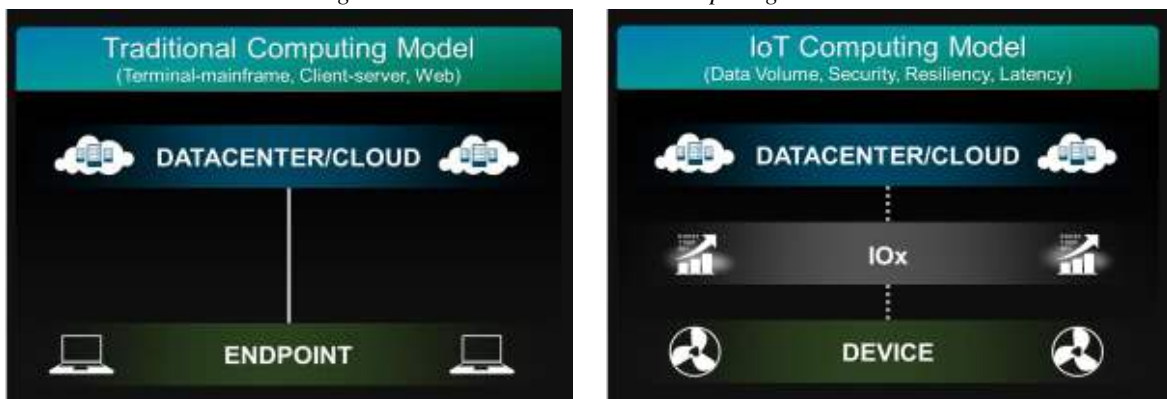 Traditional Computing Model
(Terminal-mainframe, Client-server, Web)
DATACENTER/CLOUD
ENDPOINT
IoT Computing Model
(Data Volume, Security, Resiliency, Latency)
DATACENTER/CLOUD
IOx
DEVICE